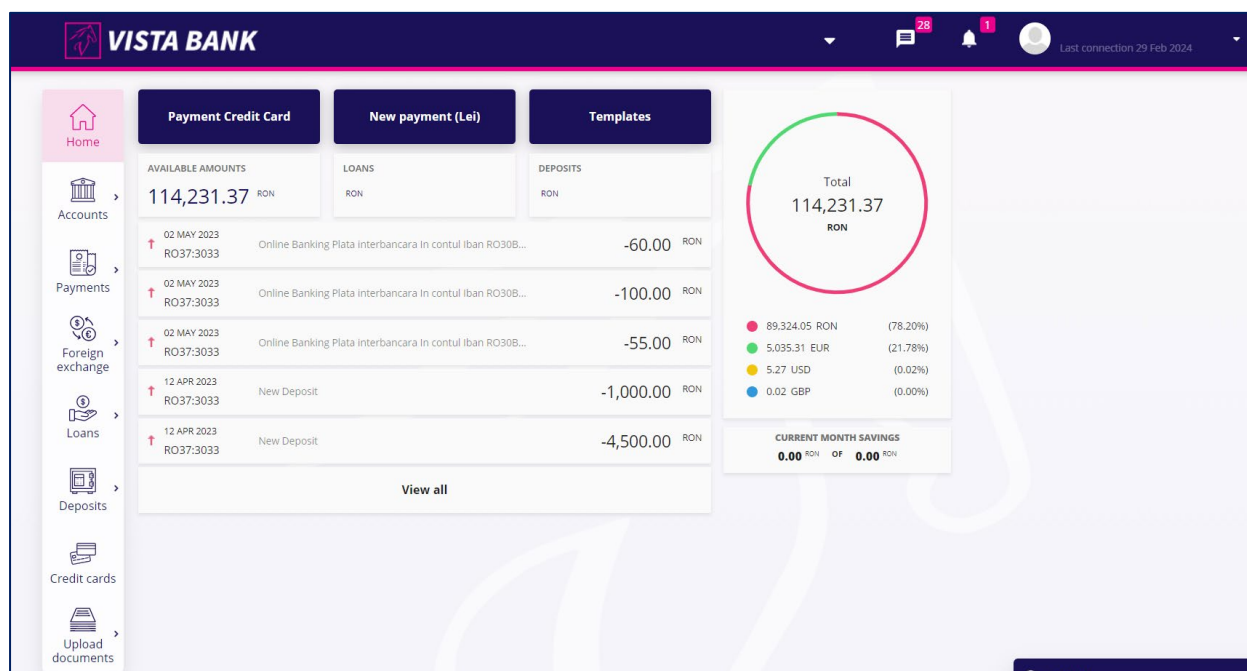 VISTA BANK
28
1
Last connection 29 Feb 2024
Home
Accounts
Payments
Foreign
exchange
Loans
Deposits
Credit cards
Upload
documents
Payment Credit Card
New payment (Lei)
Templates
AVAILABLE AMOUNTS
114,231.37 RON
LOANS
RON
DEPOSITS
RON
02 MAY 2023
RO37:3033
Online Banking Plata interbancara In contul Iban RO30B...
-60.00 RON
02 MAY 2023
RO37:3033
Online Banking Plata interbancara In contul Iban RO30B...
-100.00 RON
02 MAY 2023
RO37:3033
Online Banking Plata interbancara In contul Iban RO30B...
-55.00 RON
12 APR 2023
RO37:3033
New Deposit
-1,000.00 RON
12 APR 2023
RO37:3033
New Deposit
-4,500.00 RON
View all
Total
114,231.37
RON
89.324.05 RON (78.20%)
5,035.31 EUR (21.78%)
5.27 USD (0.02%)
0.02 GBP (0.00%)
CURRENT MONTH SAVINGS
0.00 RON OF 0.00 RON